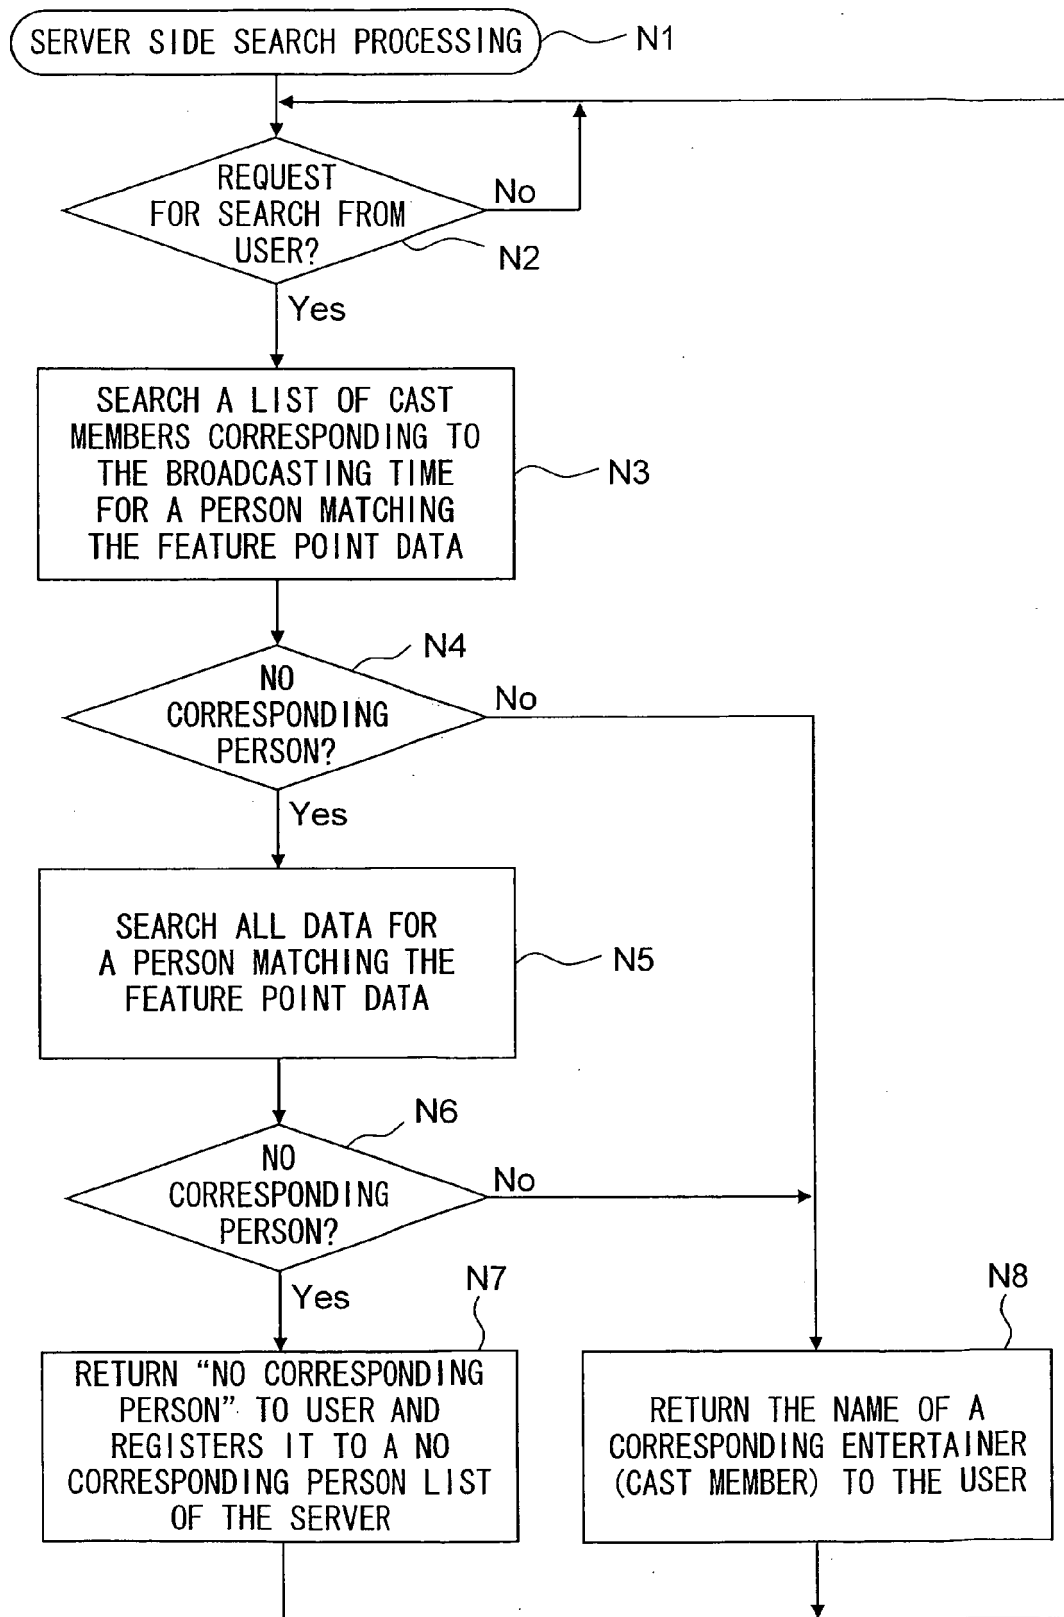 SERVER SIDE SEARCH PROCESSING
N1
REQUEST
FOR SEARCH FROM
USER?
No
N2
Yes
SEARCH A LIST OF CAST
MEMBERS CORRESPONDING TO
THE BROADCASTING TIME
FOR A PERSON MATCHING
THE FEATURE POINT DATA
N3
N4
NO
CORRESPONDING
PERSON?
No
Yes
SEARCH ALL DATA FOR
A PERSON MATCHING THE
FEATURE POINT DATA
N5
N6
NO
CORRESPONDING
PERSON?
No
Yes
N7
RETURN “NO CORRESPONDING
PERSON” TO USER AND
REGISTERS IT TO A NO
CORRESPONDING PERSON LIST
OF THE SERVER
N8
RETURN THE NAME OF A
CORRESPONDING ENTERTAINER
(CAST MEMBER) TO THE USER